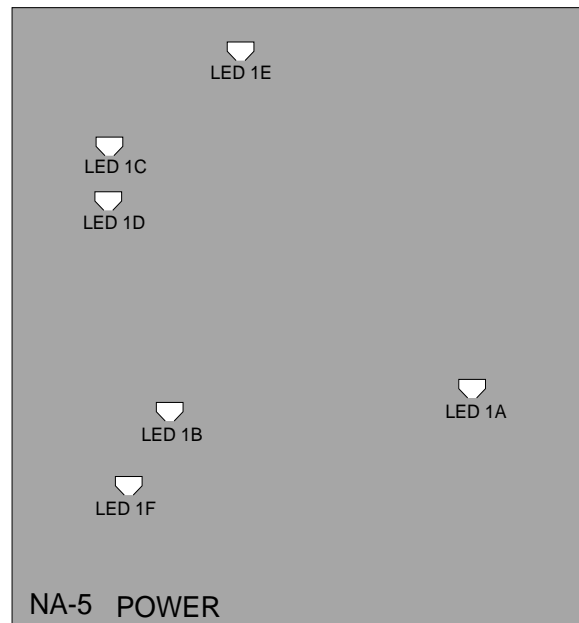 LED 1E
LED 1C
LED 1D
LED 1A
LED 1B
LED 1F
NA-5 POWER